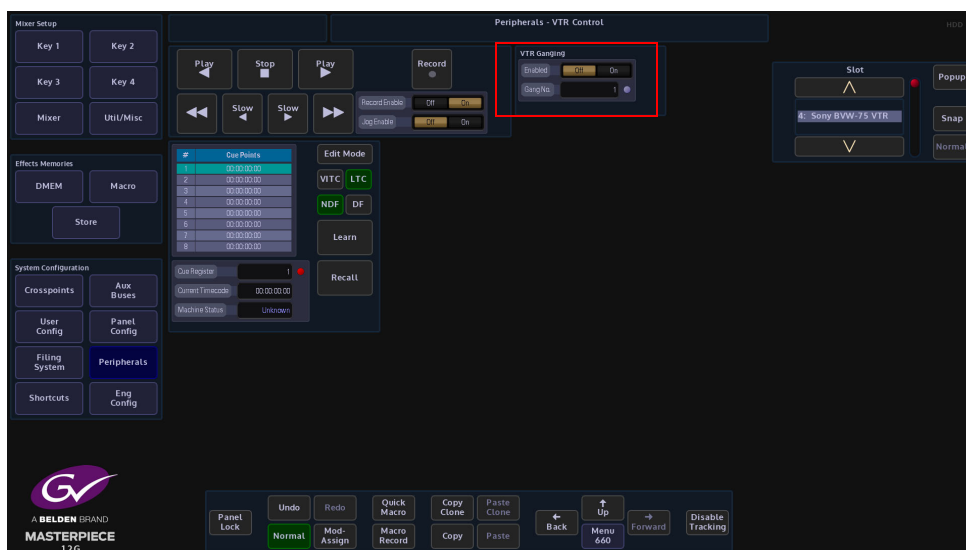 Mixer Setup
Key 1
Key 2
Key 3
Key 4
Mixer
Util/Misc
Effects Memories
DMEM
Macro
Store
System Configuration
Crosspoints
Aux
Buses
User
Config
Panel
Config
Filing
System
Peripherals
Shortcuts
Eng
Config
GV
A BELDEN BRAND
MASTERPIECE
12G
Peripherals - VTR Control
HDD
Play
Stop
Play
Record
Slow
Slow
Record Enable Off On
Jog Enable Off On
VTR Ganging
Enabled Off On
Gang No. 1
Slot
4: Sony BVW-75 VTR
Popup
Snap
Normal
# Cue Points
1 00:00:00:00
2 00:00:00:00
3 00:00:00:00
4 00:00:00:00
5 00:00:00:00
6 00:00:00:00
7 00:00:00:00
8 00:00:00:00
Edit Mode
VITC
LTC
NDF
DF
Learn
Recall
Cue Register 1
Current Timecode 00:00:00:00
Machine Status Unknown
Panel
Lock
Undo
Redo
Normal
Mod-
Assign
Quick
Macro
Macro
Record
Copy
Clone
Paste
Clone
Copy
Paste
Back
Up
Menu
660
Forward
Disable
Tracking